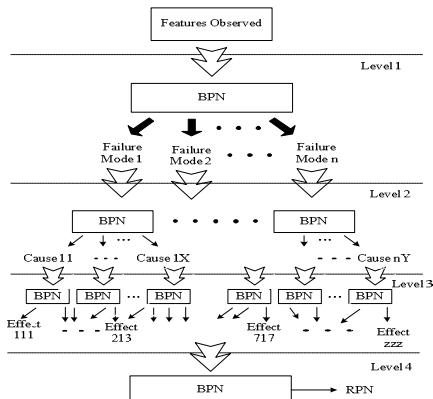 Features Observed
Level 1
BPN
Failure Mode 1
Failure Mode 2
Failure Mode n
Level 2
BPN
BPN
Cause 11
Cause 1X
Cause nY
Level 3
BPN
BPN
BPN
BPN
BPN
BPN
Effect 111
Effect 213
Effect 717
Effect zzz
Level 4
BPN
RPN